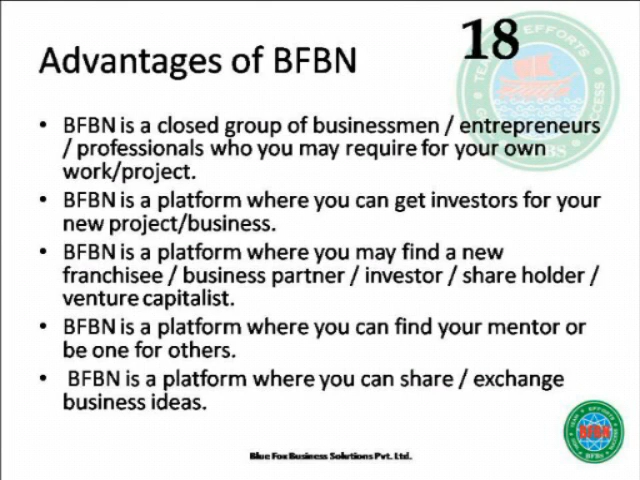 18
Advantages of BFBN
• BFBN is a closed group of businessmen / entrepreneurs
/ professionals who you may require for your own
work/project.
• BFBN is a platform where you can get investors for your
new project/business.
• BFBN is a platform where you may find a new
franchisee / business partner / investor / share holder /
venture capitalist.
• BFBN is a platform where you can find your mentor or
be one for others.
• BFBN is a platform where you can share / exchange
business ideas.
Blue Fox Business Solutions Pvt. Ltd.
EFFORTS
BFBN